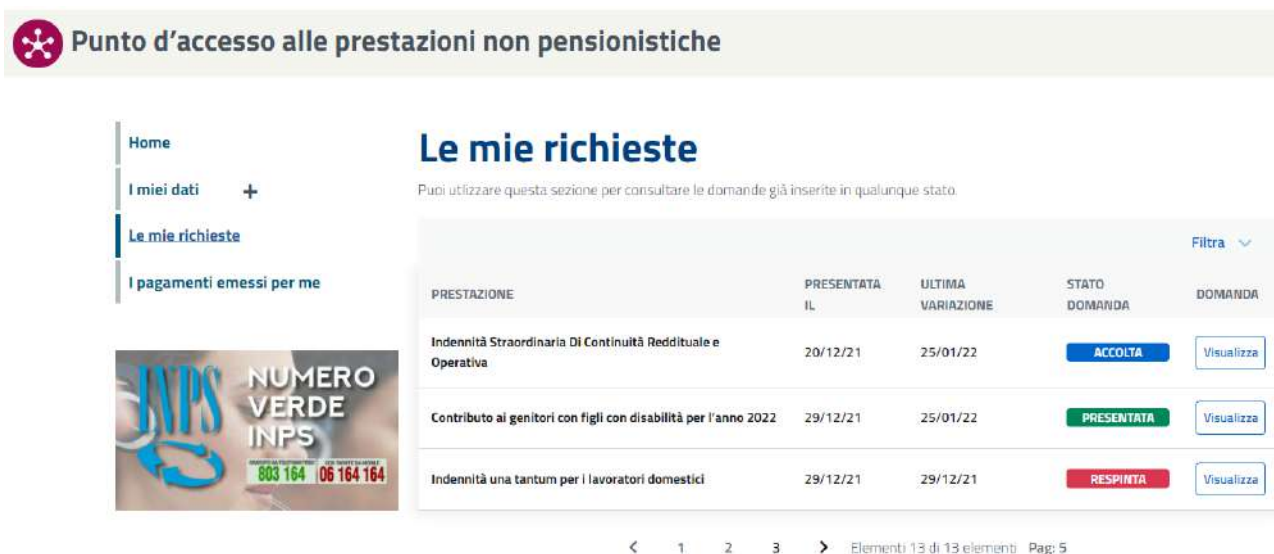 Punto d’accesso alle prestazioni non pensionistiche
Home
I miei dati +
Le mie richieste
I pagamenti emessi per me
INPS
NUMERO
VERDE
INPS
803 164 06 164 164
Le mie richieste
Puoi utlizzare questa sezione per consultare le domande già inserite in qualunque stato.
Filtra
PRESTAZIONE
PRESENTATA
IL
ULTIMA
VARIAZIONE
STATO
DOMANDA
DOMANDA
Indennità Straordinaria Di Continuità Reddituale e
Operativa
20/12/21 25/01/22 ACCOLTA Visualizza
Contributo ai genitori con figli con disabilità per l’anno 2022 29/12/21 25/01/22 PRESENTATA Visualizza
Indennità una tantum per i lavoratori domestici 29/12/21 29/12/21 RESPINTA Visualizza
< 1 2 3 > Elementi 13 di 13 elementi Pag: 5